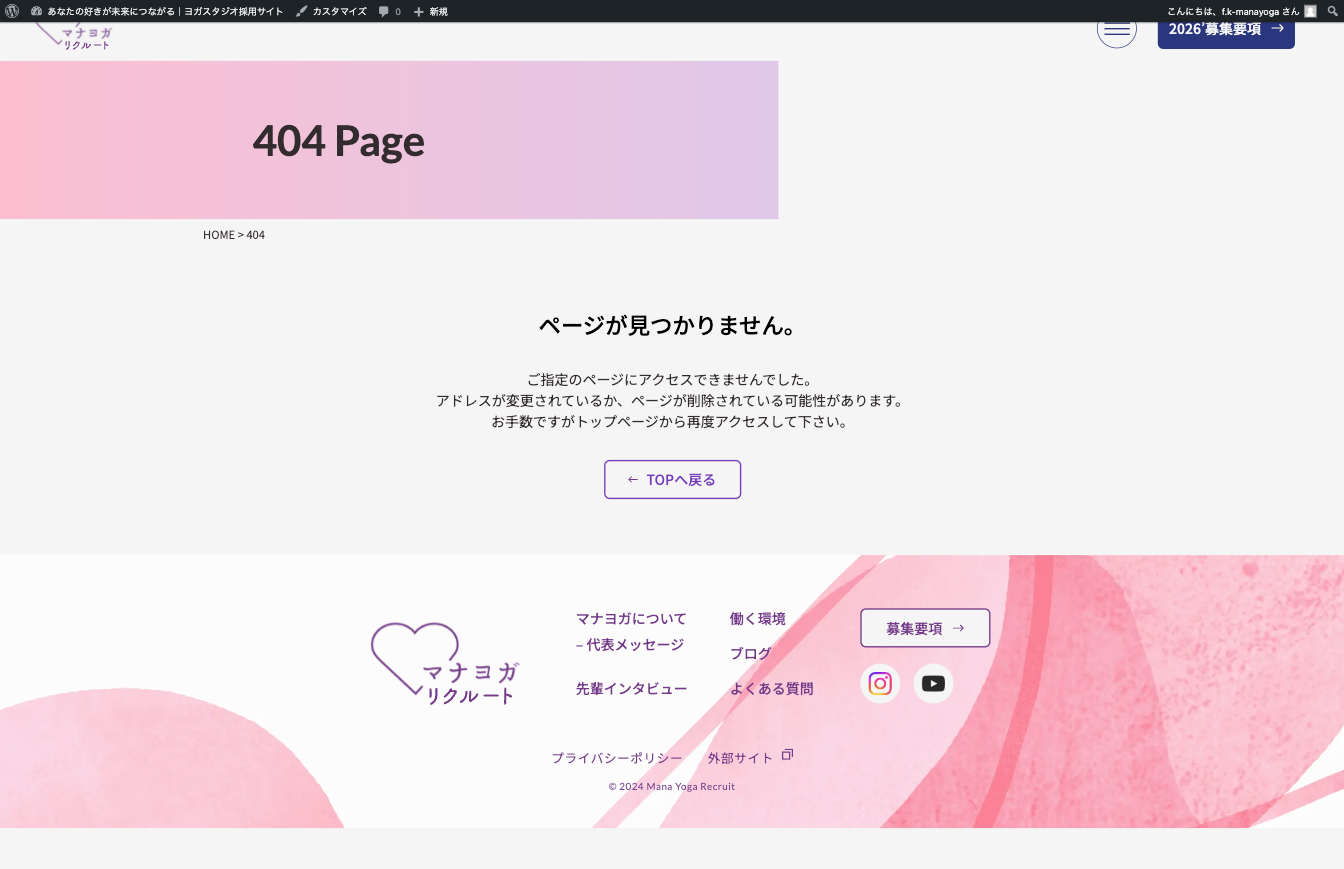 あなたの好きが未来につながる｜ヨガスタジオ採用サイト カスタマイズ 0 新規 こんにちは、f.k-manayoga さん
マナヨガ
リクルート
2026’募集要項 →
404 Page
HOME > 404
ページが見つかりません。
ご指定のページにアクセスできませんでした。
アドレスが変更されているか、ページが削除されている可能性があります。
お手数ですがトップページから再度アクセスして下さい。
← TOPへ戻る
マナヨガ
リクルート
マナヨガについて
– 代表メッセージ
先輩インタビュー
働く環境
ブログ
よくある質問
募集要項 →
プライバシーポリシー 外部サイト
© 2024 Mana Yoga Recruit